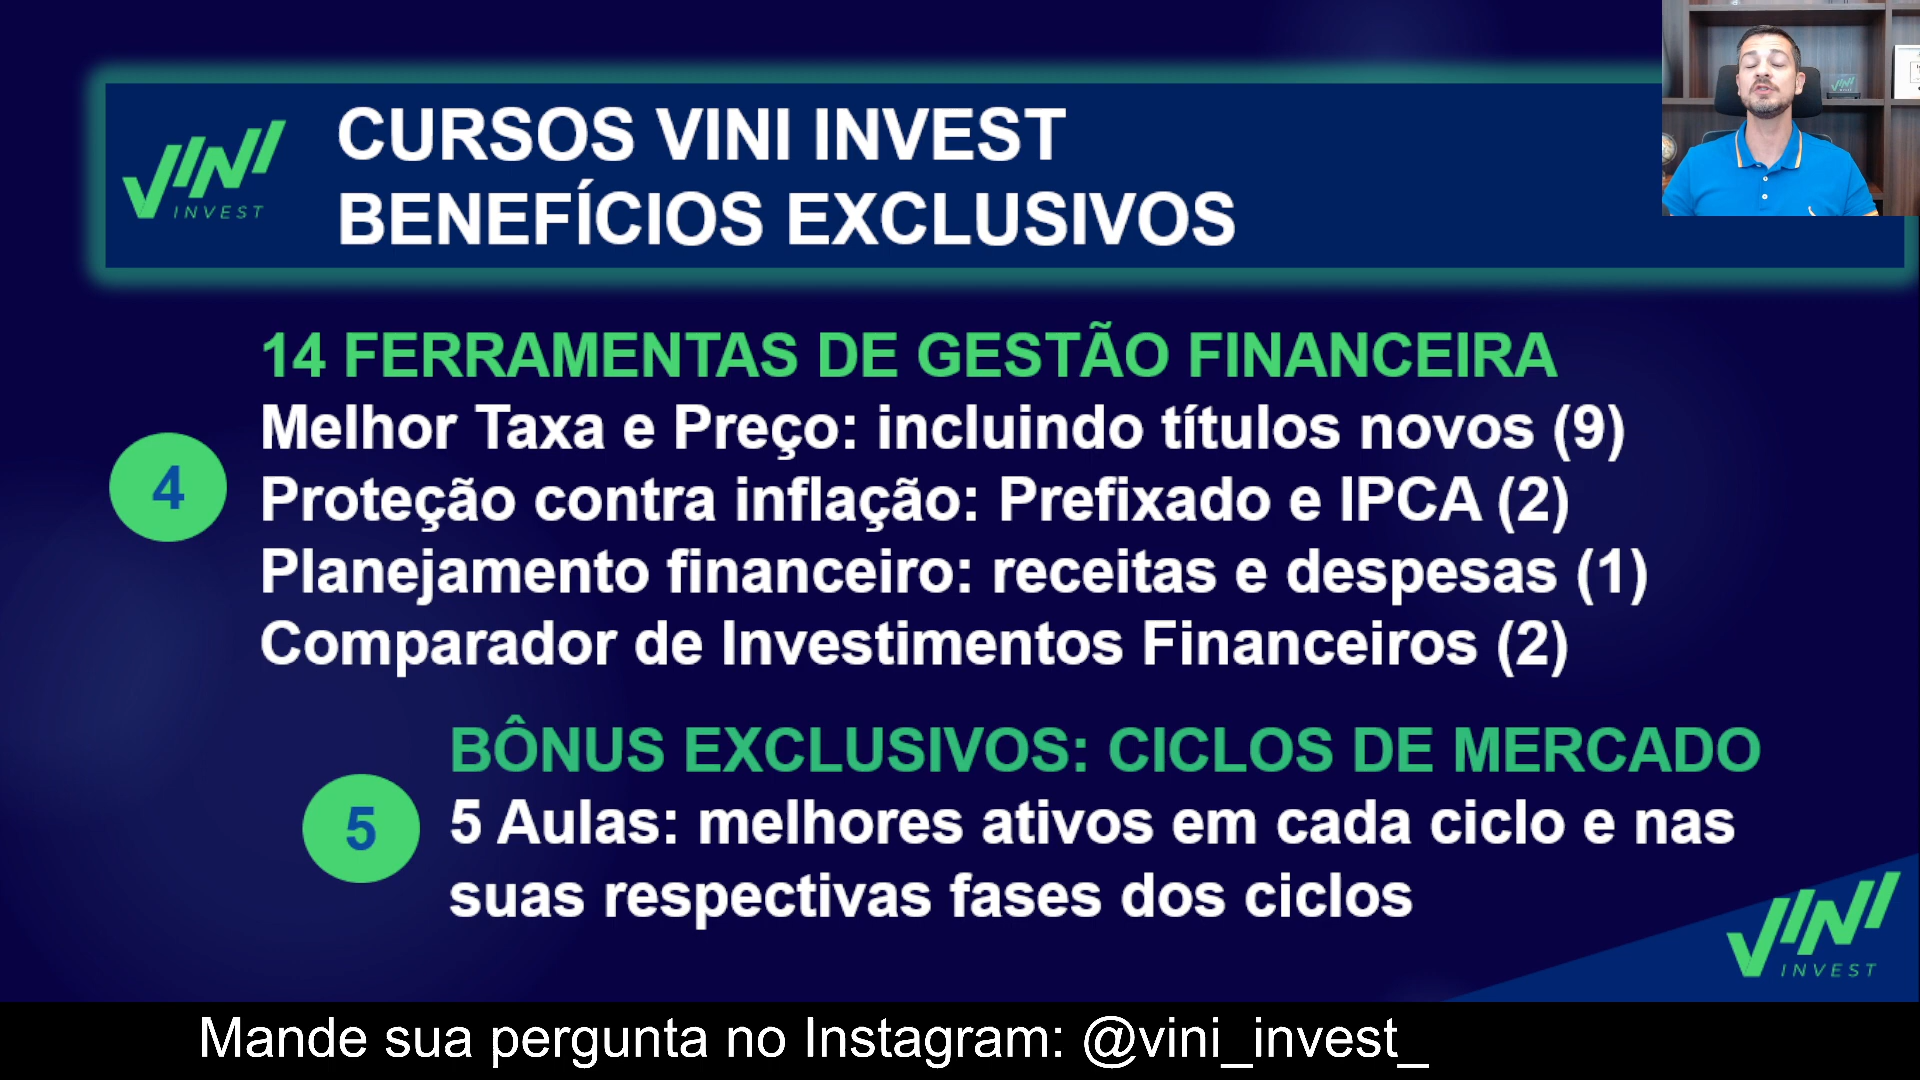 VINI
INVEST
CURSOS VINI INVEST
BENEFÍCIOS EXCLUSIVOS
4
14 FERRAMENTAS DE GESTÃO FINANCEIRA
Melhor Taxa e Preço: incluindo títulos novos (9)
Proteção contra inflação: Prefixado e IPCA (2)
Planejamento financeiro: receitas e despesas (1)
Comparador de Investimentos Financeiros (2)
5
BÔNUS EXCLUSIVOS: CICLOS DE MERCADO
5 Aulas: melhores ativos em cada ciclo e nas
suas respectivas fases dos ciclos
VINI
INVEST
Mande sua pergunta no Instagram: @vini_invest_